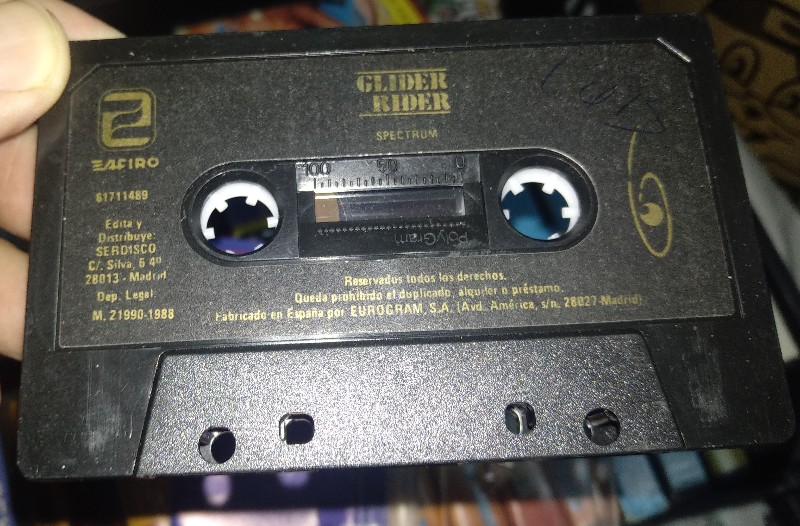 GLIDER
RIDER
SPECTRUM
ZAFIRO
61711489
Edita y
Distribuye:
SERDISCO
C/. Silva, 6 4º
28013 - Madrid
Dep. Legal:
M. 21990-1988
100 50 0
PolyGram
Reservados todos los derechos.
Queda prohibido el duplicado, alquiler o préstamo.
Fabricado en España por EUROGRAM, S.A. (Avd. América, s/n. 28027-Madrid)